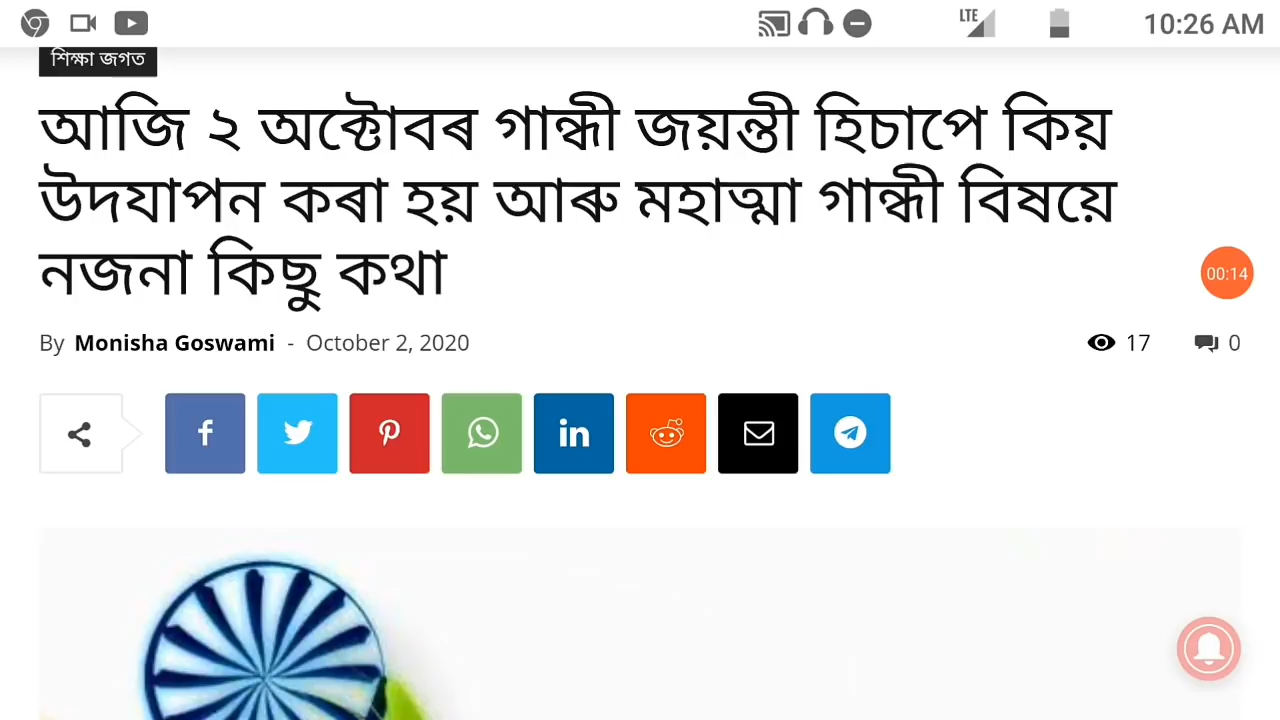 LTE 10:26 AM
শিক্ষা জগত
আজি ২ অক্টোবৰ গান্ধী জয়ন্তী হিচাপে কিয়
উদযাপন কৰা হয় আৰু মহাত্মা গান্ধী বিষয়ে
নজনা কিছু কথা
00:14
By Monisha Goswami - October 2, 2020 17 0